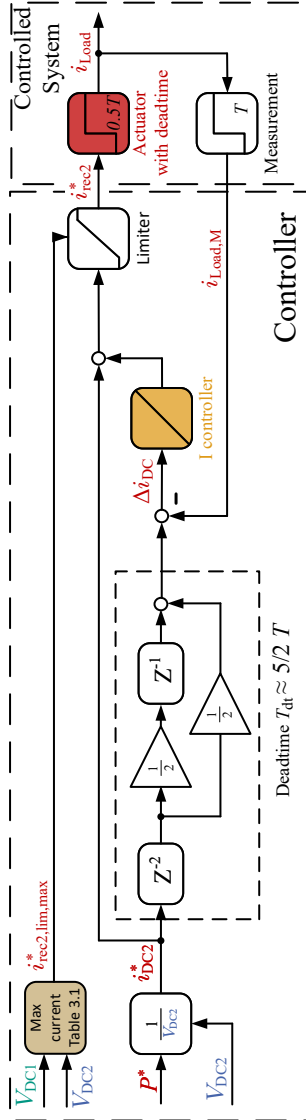 Controlled
System
V_DC1
V_DC2
Max
current
Table 3.1
i*_rec2,lim,max
i*_rec2
i_Load
0.5T
Actuator
with deadtime
Limiter
P*
1/V_DC2
V_DC2
i*_DC2
Z⁻²
1/2
Z⁻¹
1/2
Deadtime T_dt ≈ 5/2 T
Δi_DC
-
I controller
i_Load,M
T
Measurement
Controller